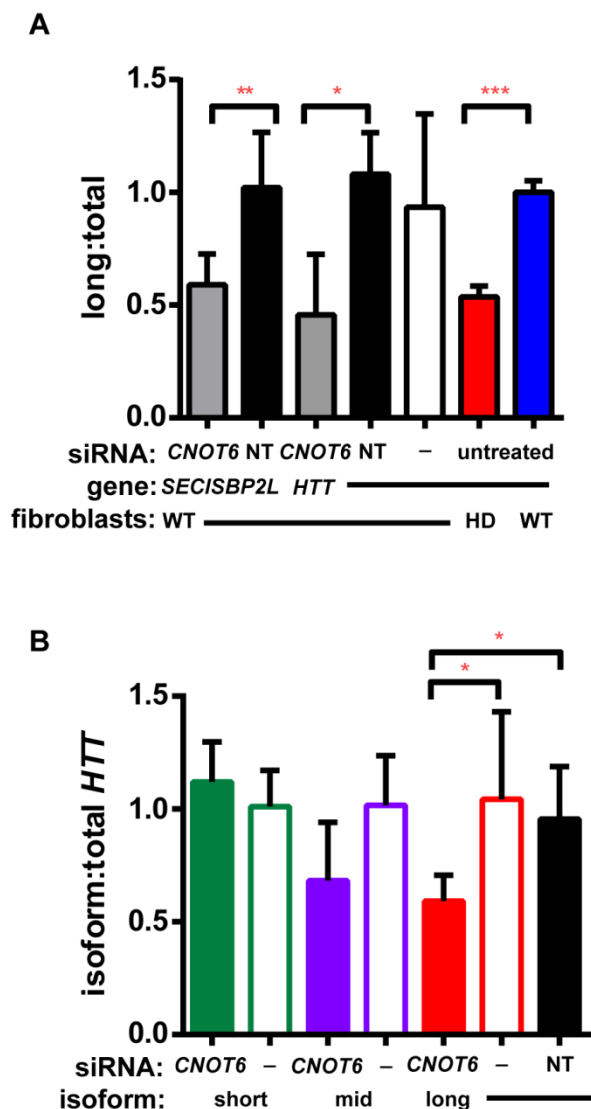 A
** * ***
1.5
1.0
0.5
0.0
long:total
siRNA: CNOT6 NT CNOT6 NT – untreated
gene: SECISBP2L HTT
fibroblasts: WT HD WT
B
*
*
1.5
1.0
0.5
0.0
isoform:total HTT
siRNA: CNOT6 – CNOT6 – CNOT6 – NT
isoform: short mid long